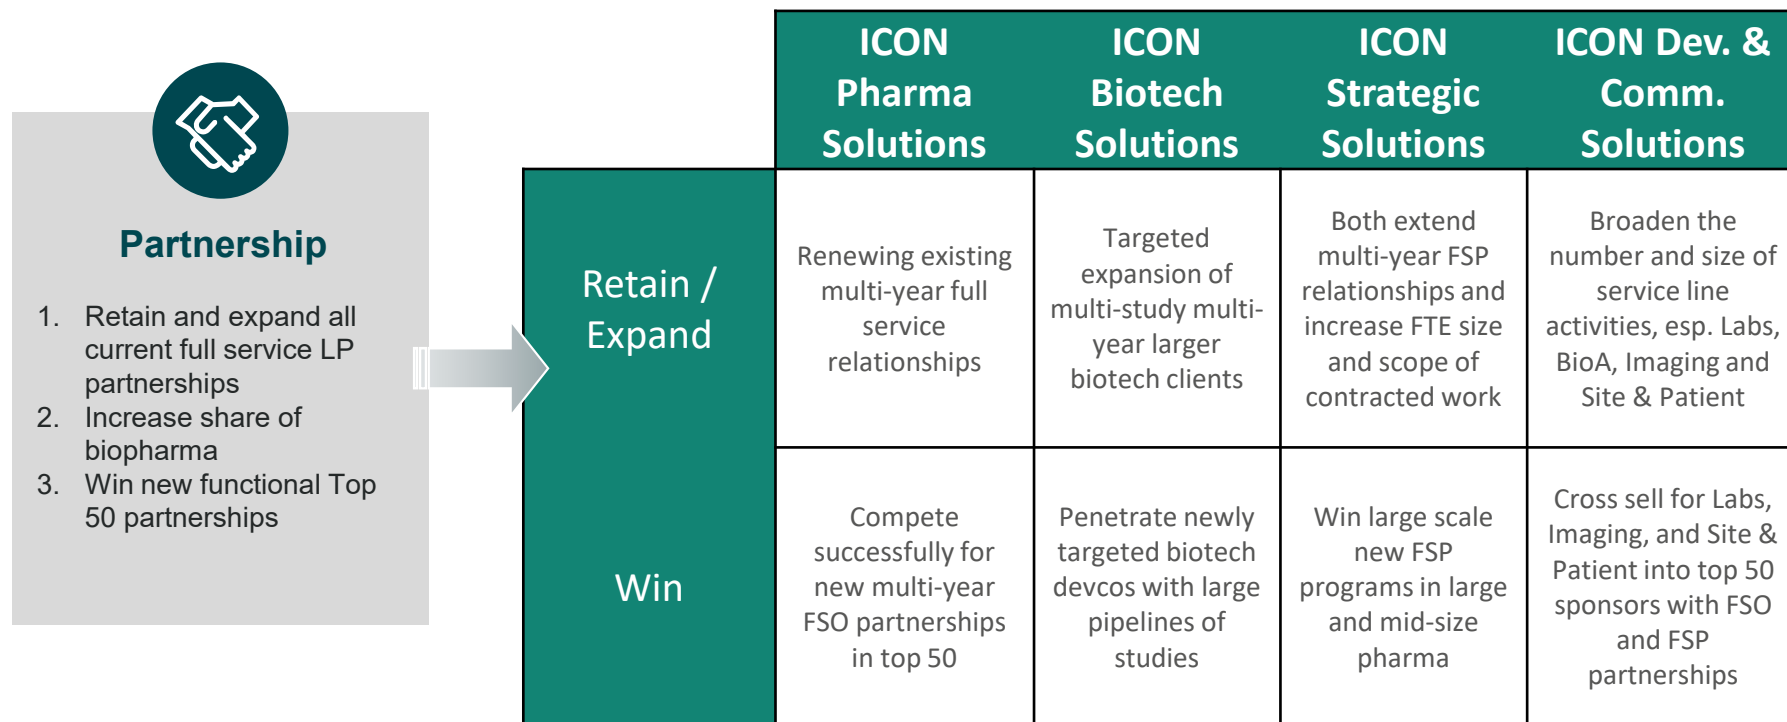 Partnership
1. Retain and expand all
current full service LP
partnerships
2. Increase share of
biopharma
3. Win new functional Top
50 partnerships
ICON
Pharma
Solutions
ICON
Biotech
Solutions
ICON
Strategic
Solutions
ICON Dev. &
Comm.
Solutions
Retain /
Expand
Renewing existing
multi-year full
service
relationships
Targeted
expansion of
multi-study multi-
year larger
biotech clients
Both extend
multi-year FSP
relationships and
increase FTE size
and scope of
contracted work
Broaden the
number and size of
service line
activities, esp. Labs,
BioA, Imaging and
Site & Patient
Win
Compete
successfully for
new multi-year
FSO partnerships
in top 50
Penetrate newly
targeted biotech
devcos with large
pipelines of
studies
Win large scale
new FSP
programs in large
and mid-size
pharma
Cross sell for Labs,
Imaging, and Site &
Patient into top 50
sponsors with FSO
and FSP
partnerships